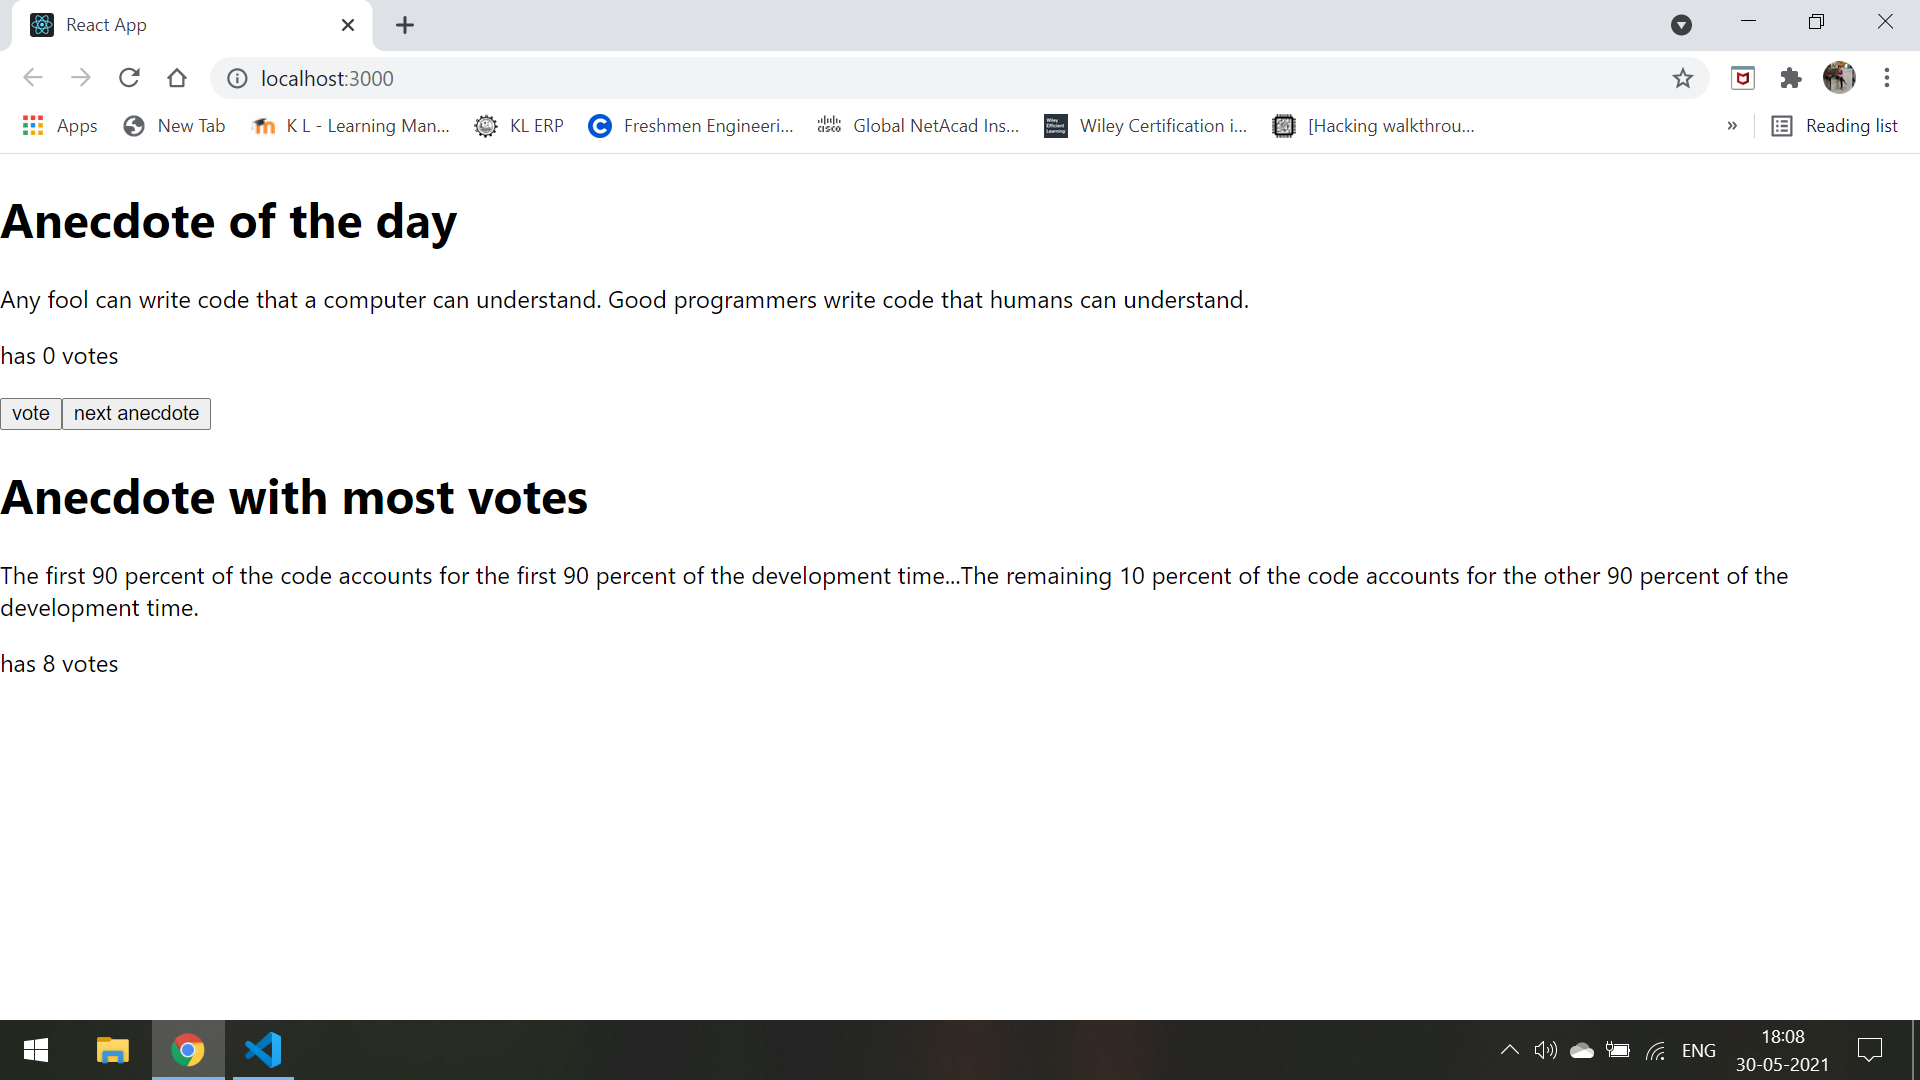 React App
localhost:3000
Apps
New Tab
K L - Learning Man...
KL ERP
Freshmen Engineeri...
Global NetAcad Ins...
Wiley Certification i...
[Hacking walkthrou...
»
Reading list
Anecdote of the day
Any fool can write code that a computer can understand. Good programmers write code that humans can understand.
has 0 votes
vote
next anecdote
Anecdote with most votes
The first 90 percent of the code accounts for the first 90 percent of the development time...The remaining 10 percent of the code accounts for the other 90 percent of the
development time.
has 8 votes
ENG
18:08
30-05-2021